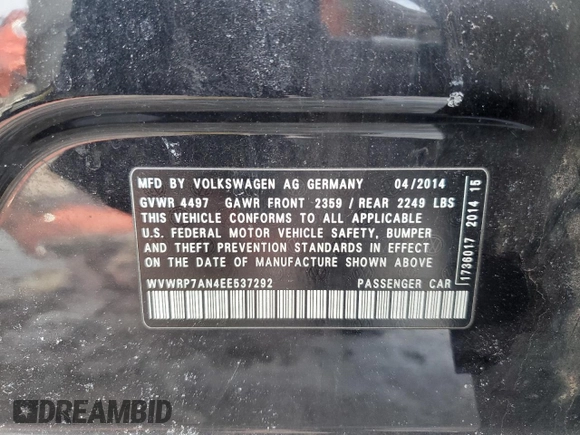 MFD BY VOLKSWAGEN AG GERMANY 04/2014
GVWR 4497 GAWR FRONT 2359 / REAR 2249 LBS
THIS VEHICLE CONFORMS TO ALL APPLICABLE
U.S. FEDERAL MOTOR VEHICLE SAFETY, BUMPER
AND THEFT PREVENTION STANDARDS IN EFFECT
ON DATE OF MANUFACTURE SHOWN ABOVE
WVWRP7AN4EE537292 PASSENGER CAR
1736017 2014 15
DREAMBID